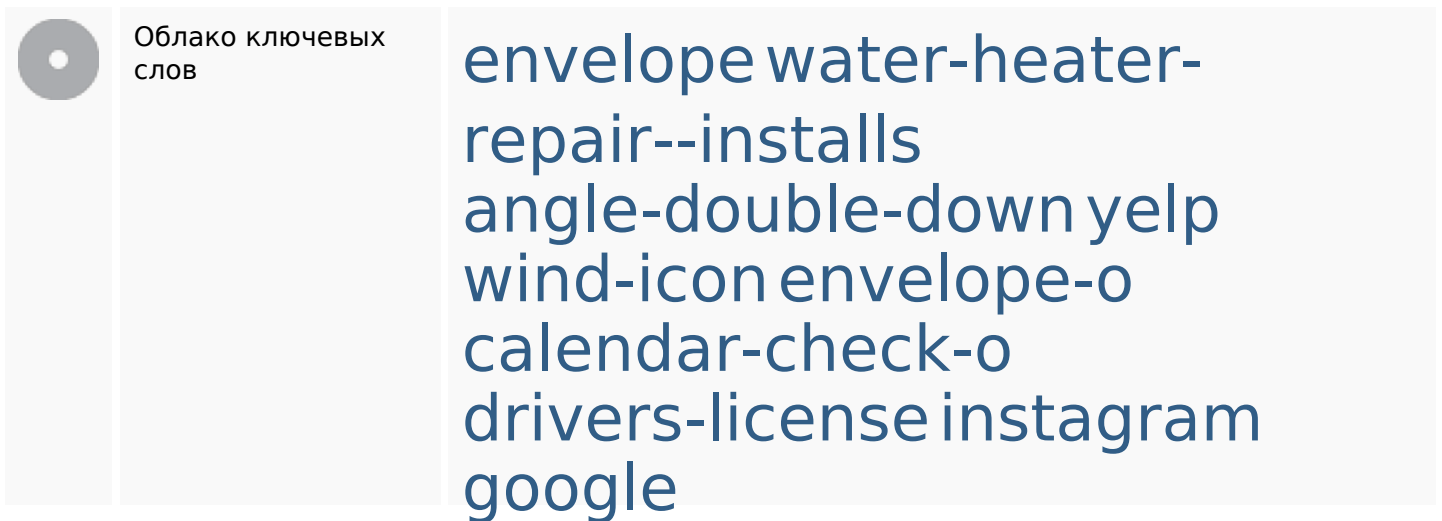 Облако ключевых
слов
envelope water-heater-
repair--installs
angle-double-down yelp
wind-icon envelope-o
calendar-check-o
drivers-license instagram
google